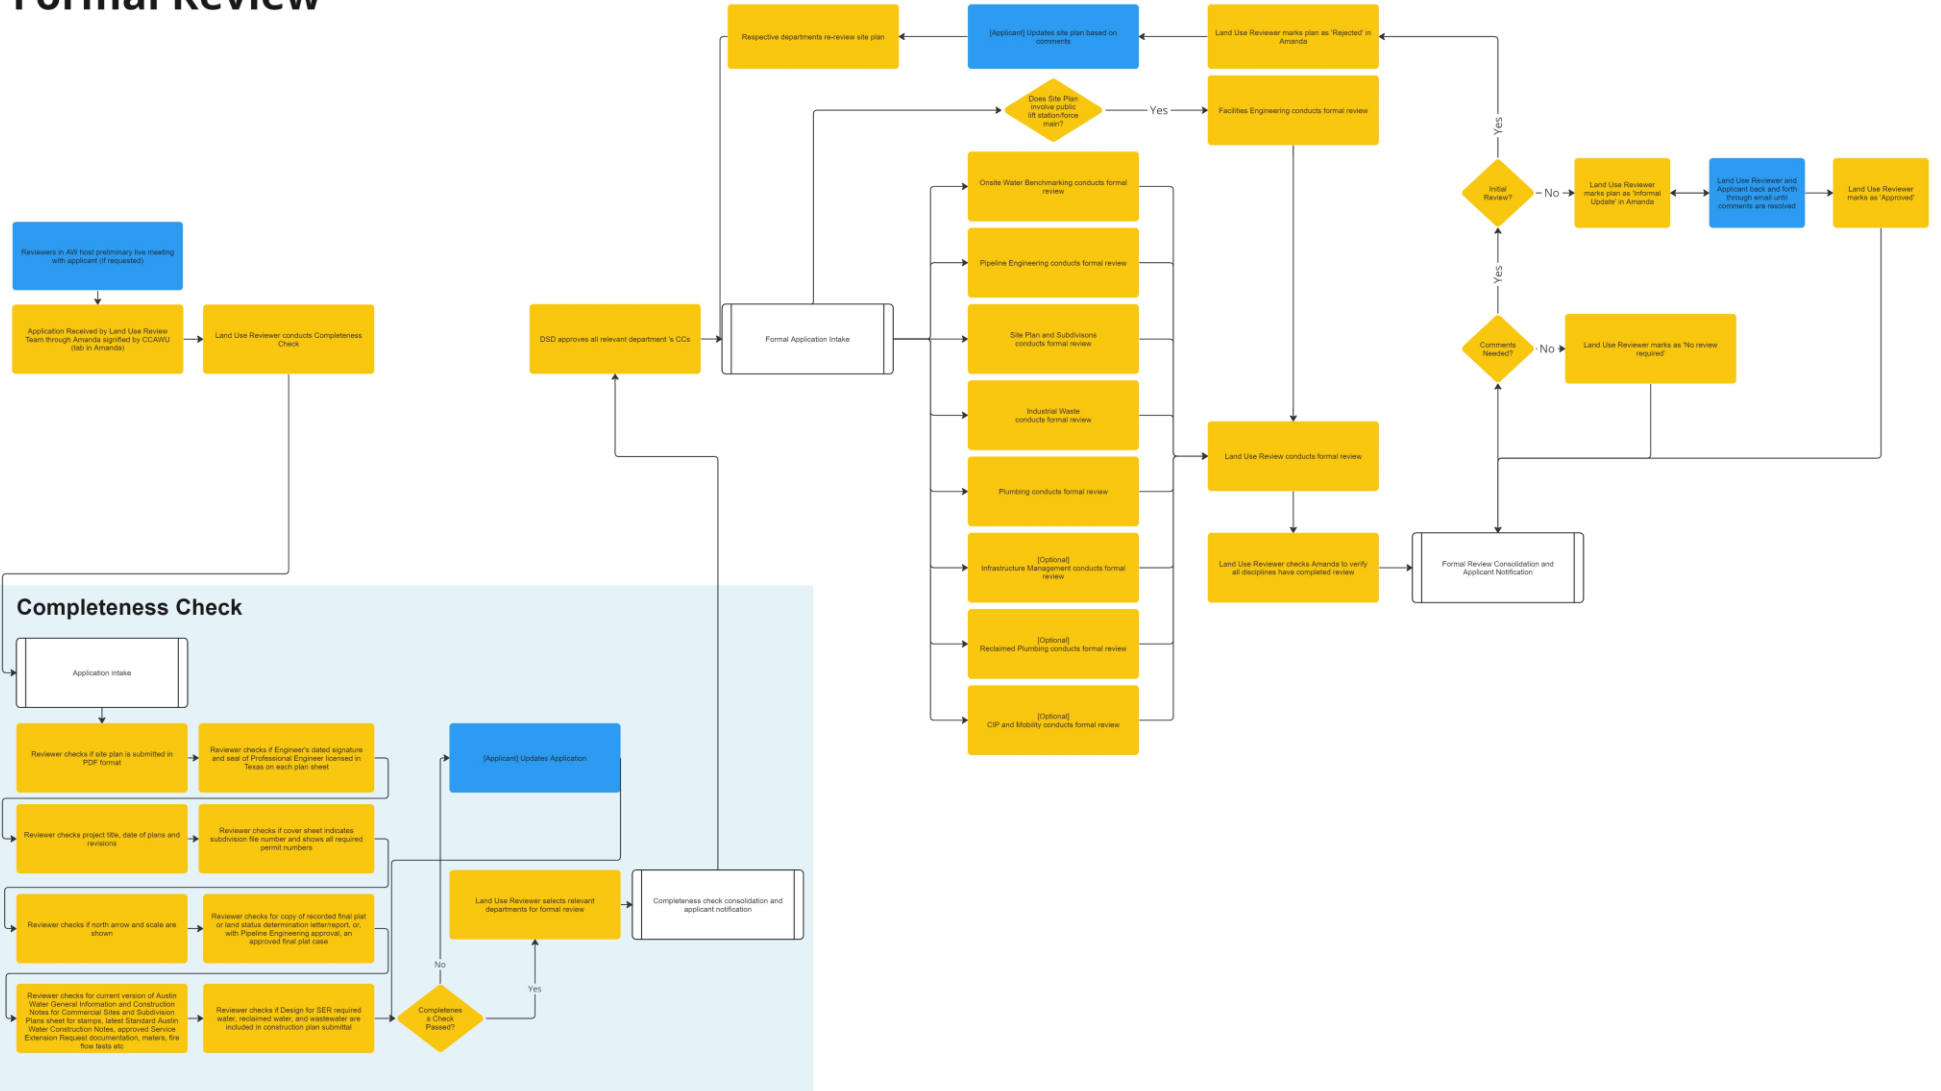 Formal Review
Respective departments re-review site plan
[Applicant] Updates site plan based on
comments
Land Use Reviewer marks plan as 'Rejected' in
Amanda
Does Site Plan
involve public
lift station/force
main?
Yes
Facilities Engineering conducts formal review
Yes
Onsite Water Benchmarking conducts formal
review
Initial
Review?
No
Land Use Reviewer
marks plan as 'Informal
Update' in Amanda
Land Use Reviewer and
Applicant back and forth
through email until
comments are resolved
Land Use Reviewer
marks as 'Approved'
Reviewers in AW host preliminary live meeting
with applicant (if requested)
Pipeline Engineering conducts formal review
Yes
Application Received by Land Use Review
Team through Amanda signified by CCAWU
(tab in Amanda)
Land Use Reviewer conducts Completeness
Check
DSD approves all relevant department 's CCs
Formal Application Intake
Site Plan and Subdivisons
conducts formal review
Comments
Needed?
No
Land Use Reviewer marks as 'No review
required'
Industrial Waste
conducts formal review
Land Use Review conducts formal review
Plumbing conducts formal review
[Optional]
Infrastructure Management conducts formal
review
Land Use Reviewer checks Amanda to verify
all disciplines have completed review
Formal Review Consolidation and
Applicant Notification
[Optional]
Reclaimed Plumbing conducts formal review
[Optional]
CIP and Mobility conducts formal review
Completeness Check
Application intake
Reviewer checks if site plan is submitted in
PDF format
Reviewer checks if Engineer's dated signature
and seal of Professional Engineer licensed in
Texas on each plan sheet
[Applicant] Updates Application
Reviewer checks project title, date of plans and
revisions
Reviewer checks if cover sheet indicates
subdivision file number and shows all required
permit numbers
Reviewer checks if north arrow and scale are
shown
Reviewer checks for copy of recorded final plat
or land status determination letter/report, or,
with Pipeline Engineering approval, an
approved final plat case
Land Use Reviewer selects relevant
departments for formal review
Completeness check consolidation and
applicant notification
No
Yes
Reviewer checks for current version of Austin
Water General Information and Construction
Notes for Commercial Sites and Subdivision
Plans sheet for stamps, latest Standard Austin
Water Construction Notes, approved Service
Extension Request documentation, meters, fire
flow tests etc
Reviewer checks if Design for SER required
water, reclaimed water, and wastewater are
included in construction plan submittal
Completenes
s Check
Passed?